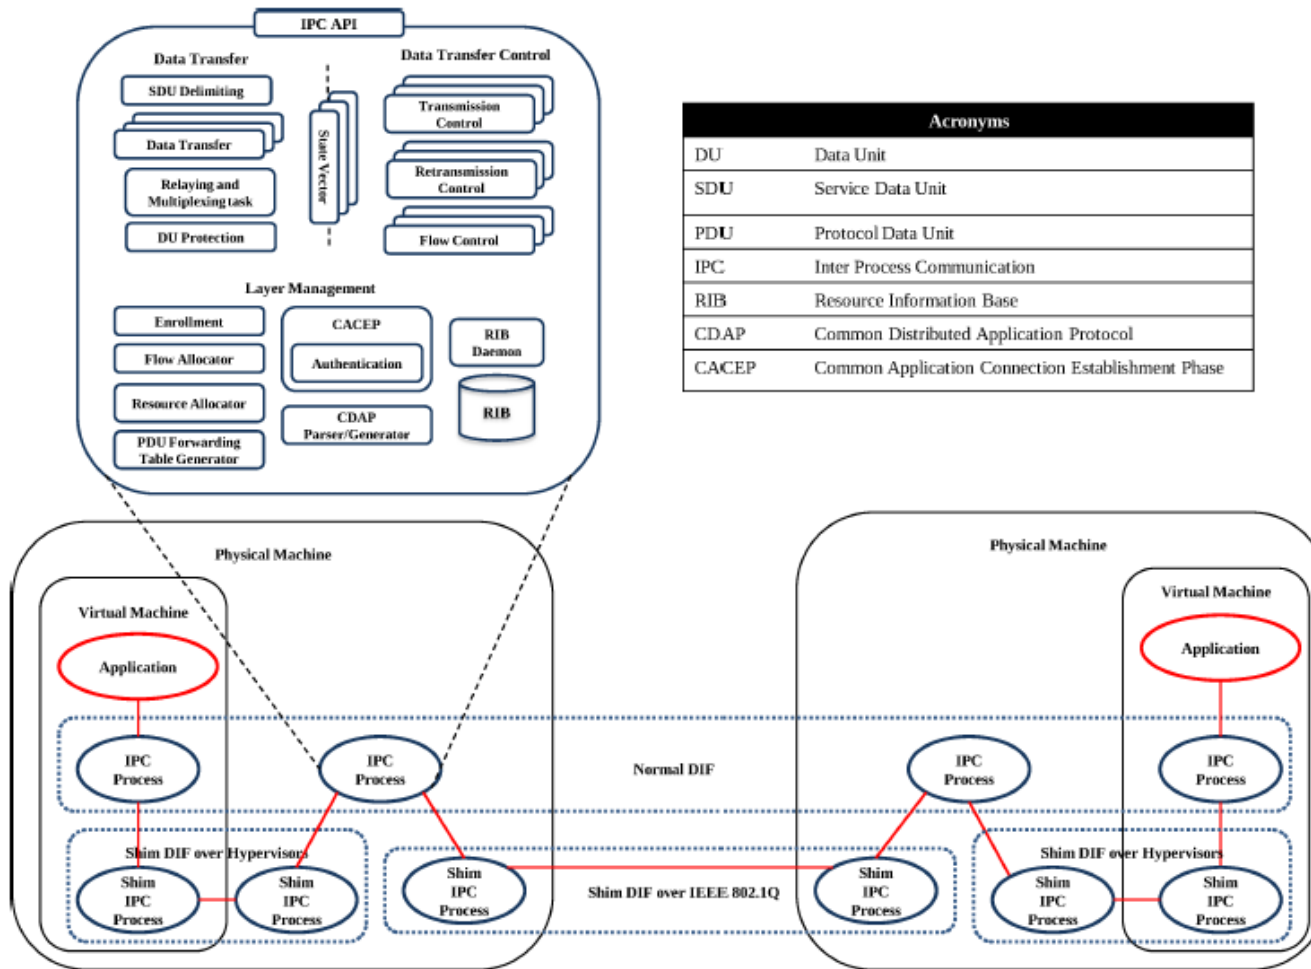 IPC API
Data Transfer
Data Transfer Control
SDU Delimiting
Data Transfer
Relaying and
Multiplexing task
DU Protection
State Vector
Transmission
Control
Retransmission
Control
Flow Control
Layer Management
Enrollment
Flow Allocator
Resource Allocator
PDU Forwarding
Table Generator
CACEP
Authentication
CDAP
Parser/Generator
RIB
Daemon
RIB
Acronyms
DU Data Unit
SDU Service Data Unit
PDU Protocol Data Unit
IPC Inter Process Communication
RIB Resource Information Base
CDAP Common Distributed Application Protocol
CACEP Common Application Connection Establishment Phase
Physical Machine
Virtual Machine
Application
Physical Machine
Virtual Machine
Application
IPC
Process
IPC
Process
Normal DIF
IPC
Process
IPC
Process
Shim DIF over Hypervisors
Shim
IPC
Process
Shim
IPC
Process
Shim
IPC
Process
Shim DIF over IEEE 802.1Q
Shim
IPC
Process
Shim DIF over Hypervisors
Shim
IPC
Process
Shim
IPC
Process